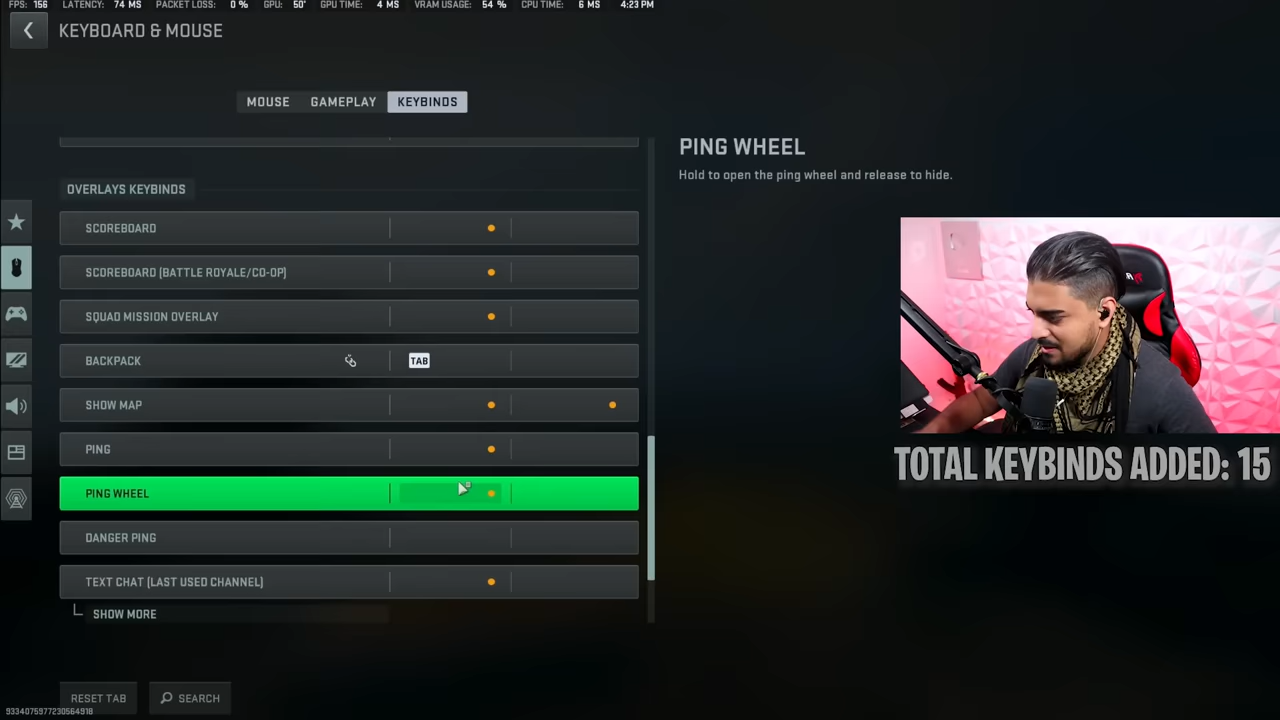 FPS: 156 LATENCY: 74 MS PACKET LOSS: 0 % GPU: 50° GPU TIME: 4 MS VRAM USAGE: 54 % CPU TIME: 6 MS 4:23 PM
KEYBOARD & MOUSE
MOUSE GAMEPLAY KEYBINDS
OVERLAYS KEYBINDS
SCOREBOARD
SCOREBOARD (BATTLE ROYALE/CO-OP)
SQUAD MISSION OVERLAY
BACKPACK TAB
SHOW MAP
PING
PING WHEEL
DANGER PING
TEXT CHAT (LAST USED CHANNEL)
SHOW MORE
RESET TAB SEARCH
9334075977230564918
PING WHEEL
Hold to open the ping wheel and release to hide.
TOTAL KEYBINDS ADDED: 15